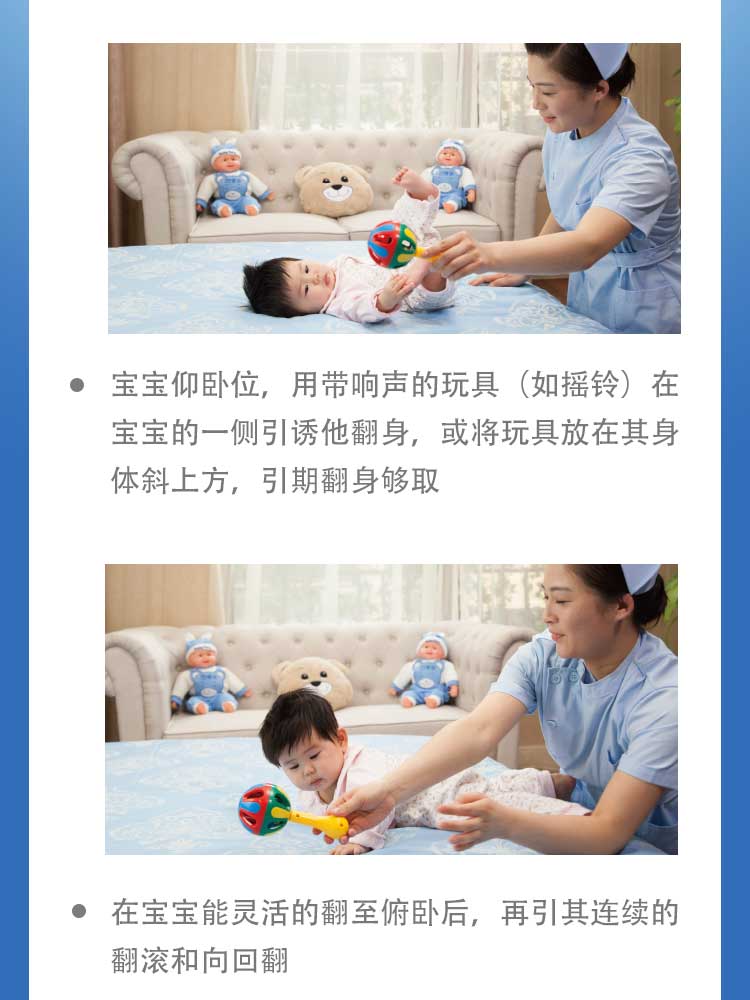 宝宝仰卧位，用带响声的玩具（如摇铃）在
宝宝的一侧引诱他翻身，或将玩具放在其身
体斜上方，引期翻身够取
在宝宝能灵活的翻至俯卧后，再引其连续的
翻滚和向回翻